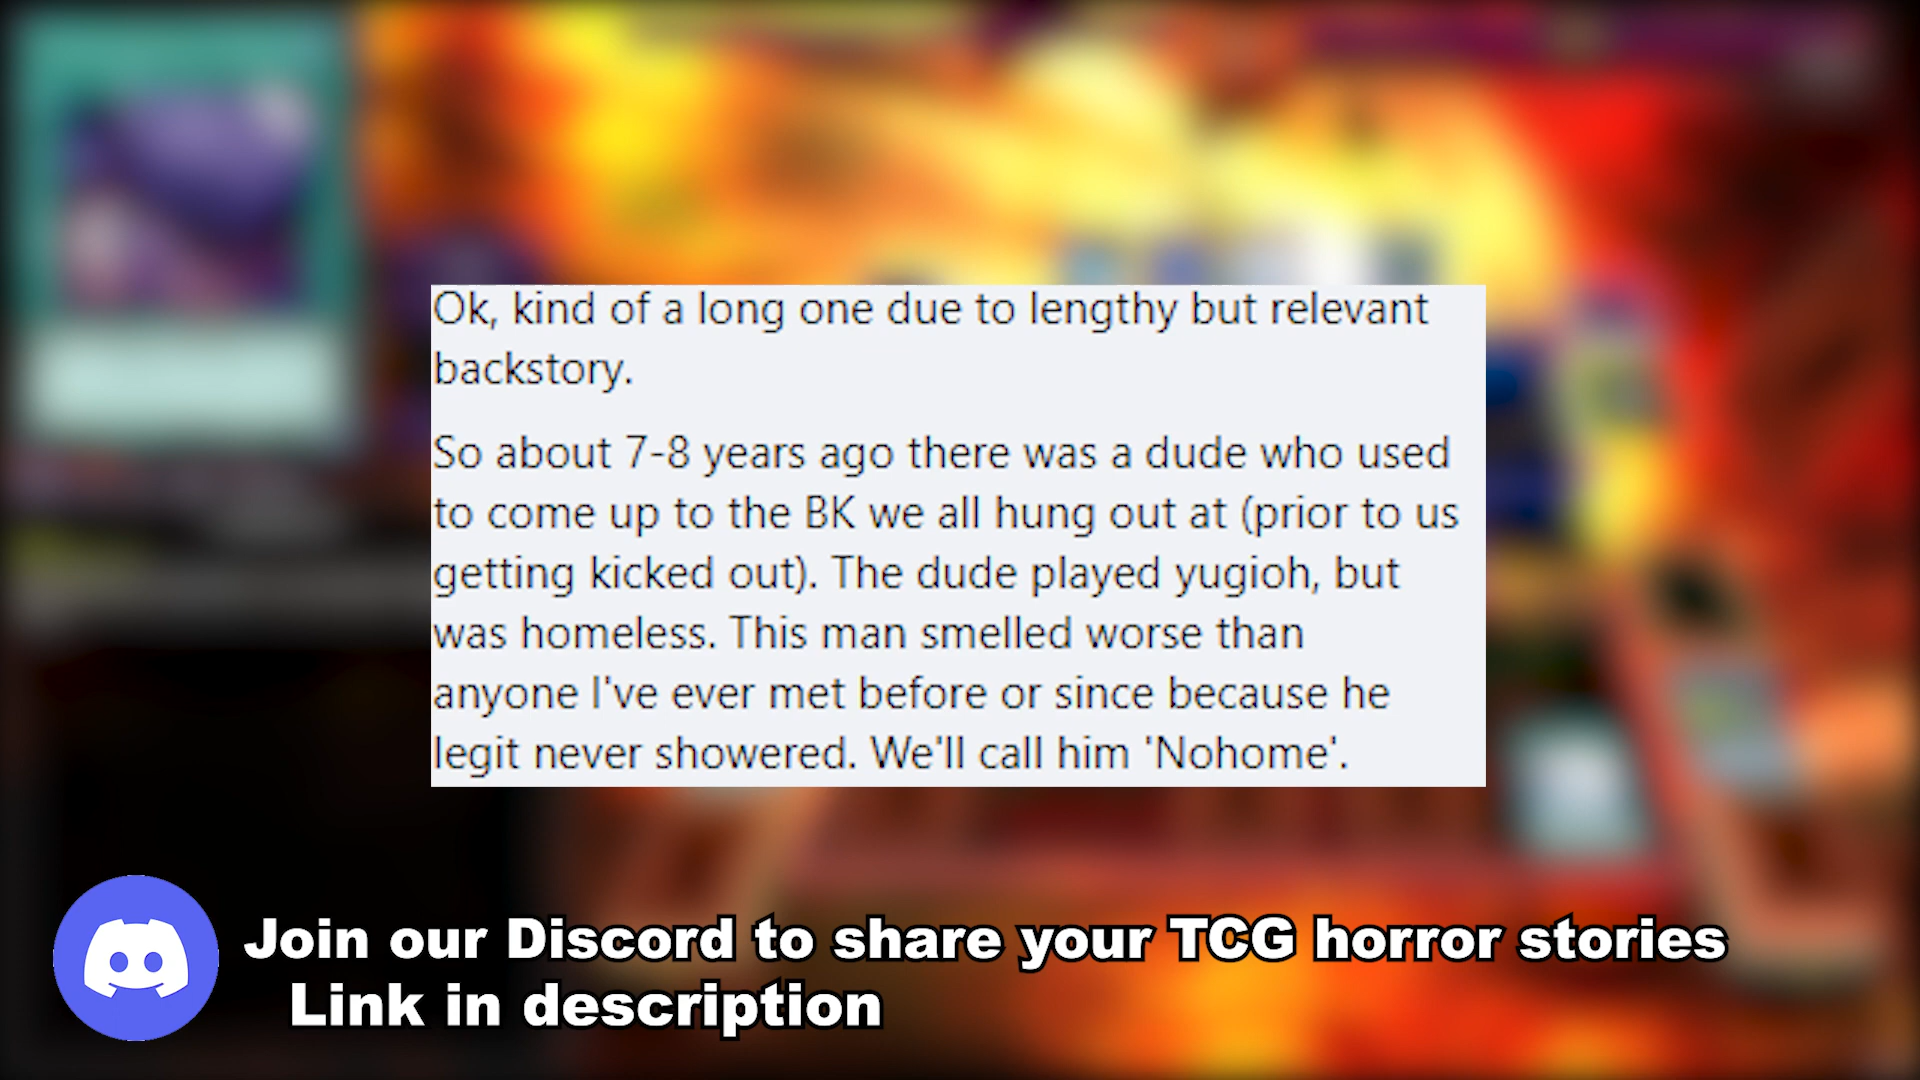 Ok, kind of a long one due to lengthy but relevant
backstory.
So about 7-8 years ago there was a dude who used
to come up to the BK we all hung out at (prior to us
getting kicked out). The dude played yugioh, but
was homeless. This man smelled worse than
anyone I've ever met before or since because he
legit never showered. We'll call him 'Nohome'.
Join our Discord to share your TCG horror stories
Link in description